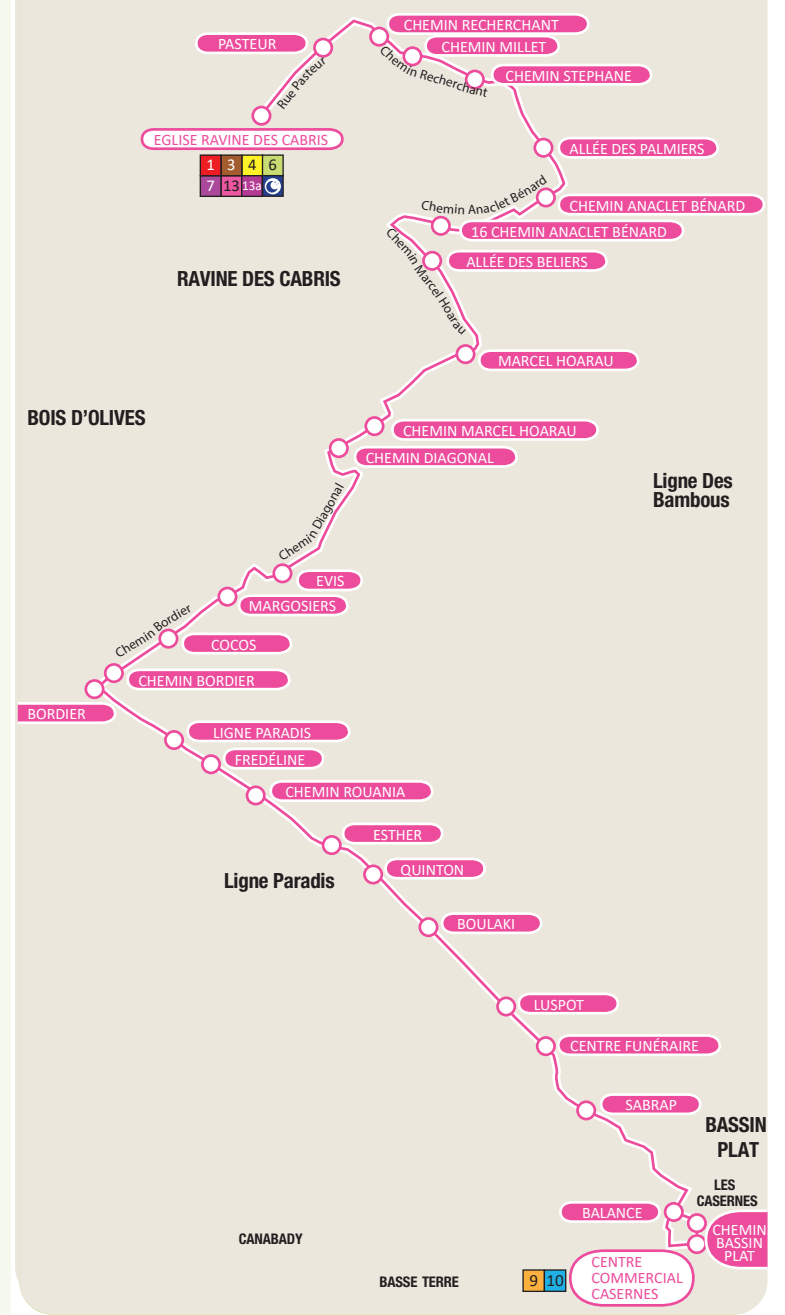 CHEMIN RECHERCHANT
PASTEUR
CHEMIN MILLET
Chemin Recherchant
CHEMIN STEPHANE
Rue Pasteur
EGLISE RAVINE DES CABRIS
1 3 4 6
7 13 13a
ALLÉE DES PALMIERS
Chemin Anaclet Bénard
CHEMIN ANACLET BÉNARD
16 CHEMIN ANACLET BÉNARD
ALLÉE DES BELIERS
Chemin Marcel Hoarau
RAVINE DES CABRIS
MARCEL HOARAU
BOIS D'OLIVES
CHEMIN MARCEL HOARAU
CHEMIN DIAGONAL
Ligne Des
Bambous
Chemin Diagonal
EVIS
MARGOSIERS
Chemin Bordier
COCOS
CHEMIN BORDIER
BORDIER
LIGNE PARADIS
FREDÉLINE
CHEMIN ROUANIA
ESTHER
QUINTON
Ligne Paradis
BOULAKI
LUSPOT
CENTRE FUNÉRAIRE
SABRAP
BASSIN
PLAT
LES
CASERNES
BALANCE
CHEMIN
BASSIN
PLAT
CANABADY
BASSE TERRE
9 10
CENTRE
COMMERCIAL
CASERNES